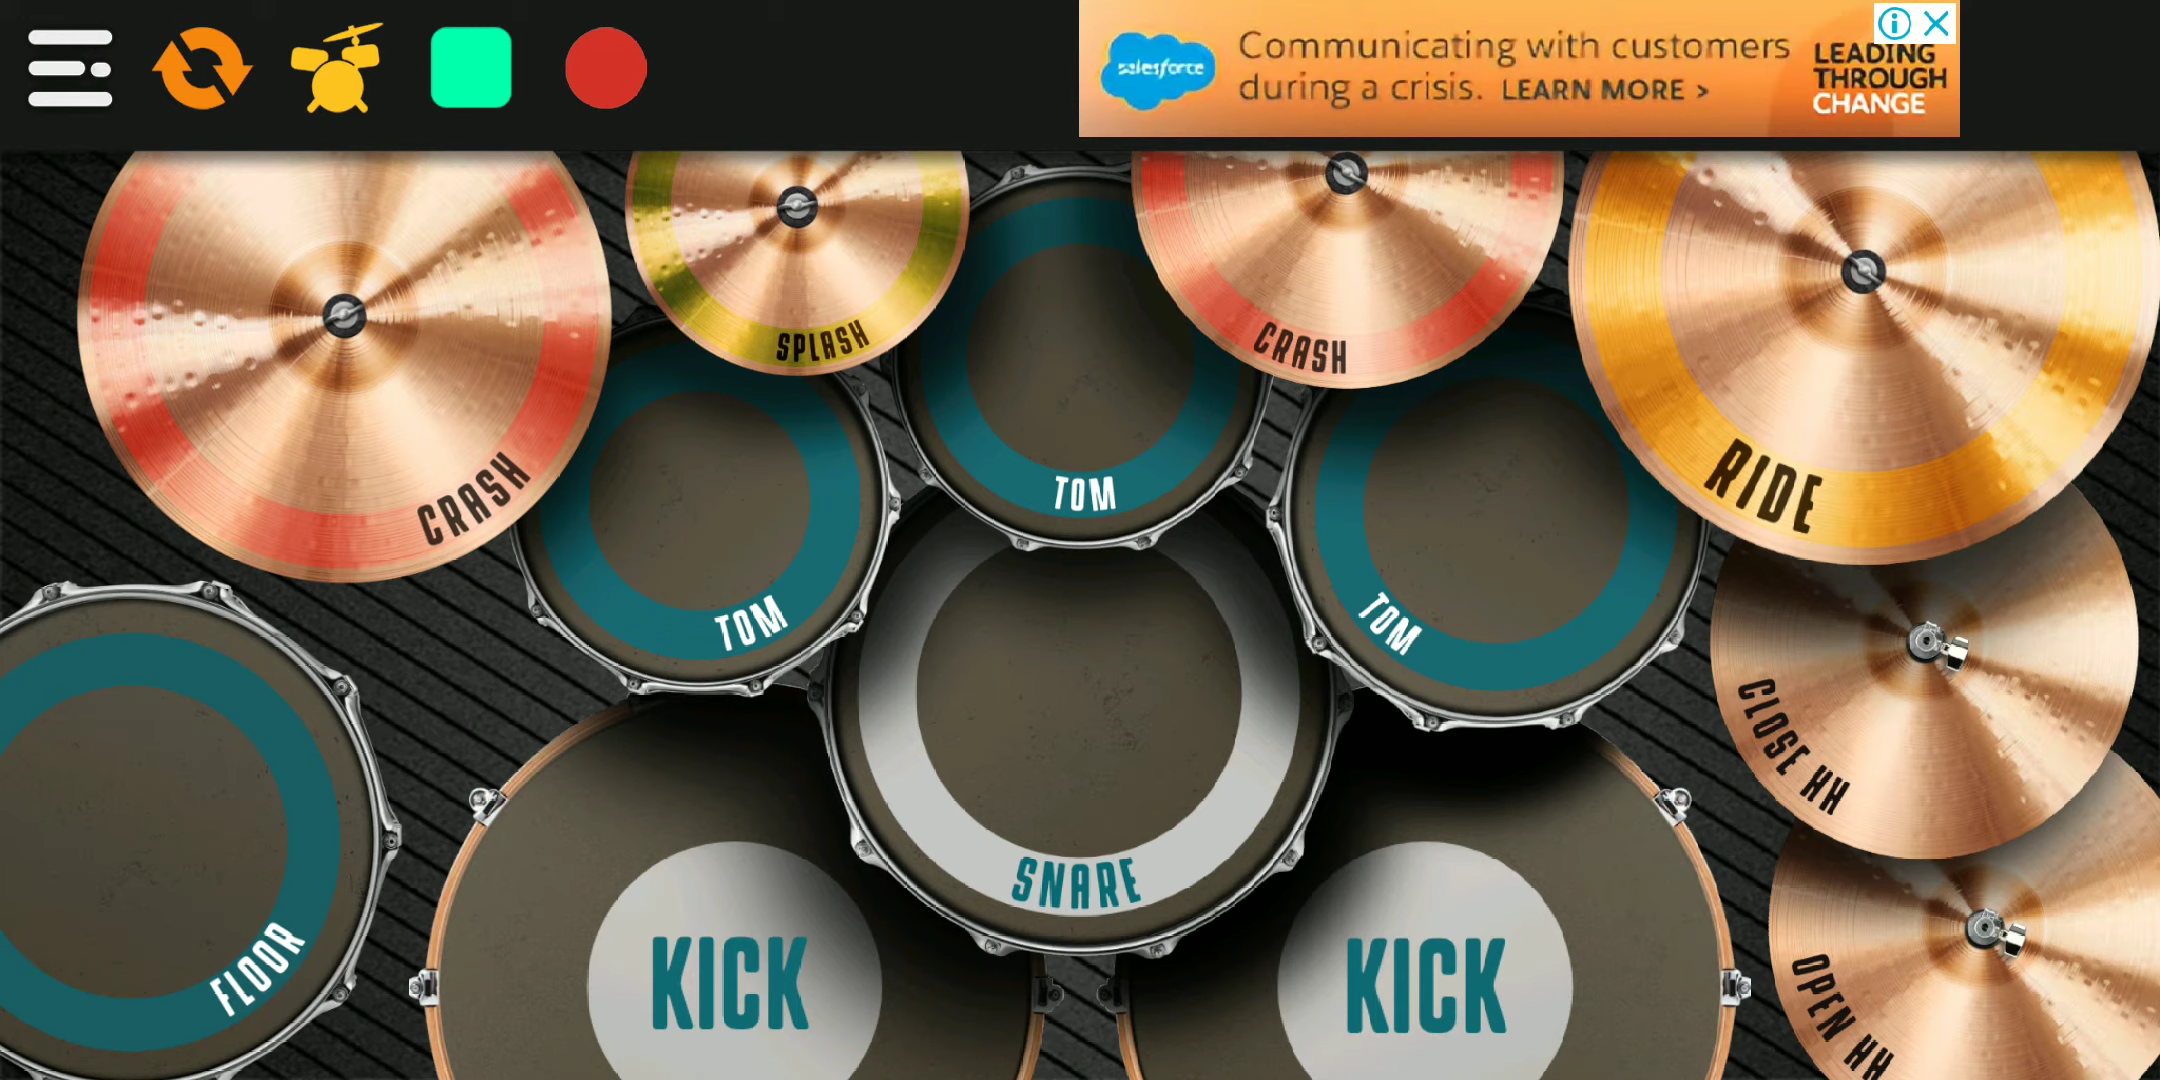 salesforce
Communicating with customers
during a crisis. LEARN MORE >
LEADING
THROUGH
CHANGE
CRASH
SPLASH
CRASH
RIDE
TOM
TOM
TOM
CLOSE HH
FLOOR
SNARE
KICK
KICK
OPEN HH